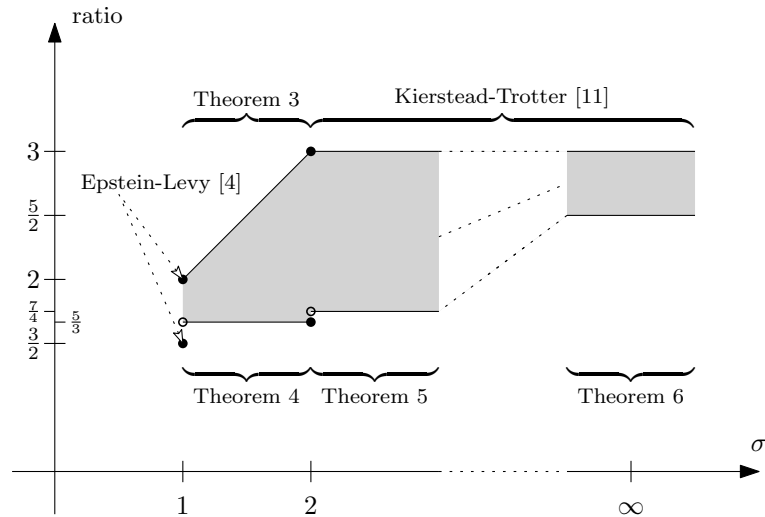 ratio
Theorem 3
Kierstead-Trotter [11]
3
Epstein-Levy [4]
5/2
2
7/4
5/3
3/2
Theorem 4
Theorem 5
Theorem 6
σ
1
2
∞